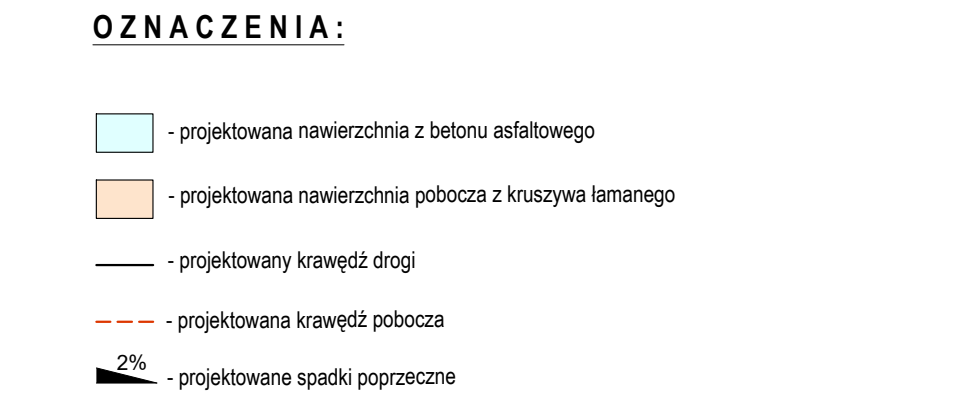 OZNACZENIA:
- projektowana nawierzchnia z betonu asfaltowego
- projektowana nawierzchnia pobocza z kruszywa łamanego
- projektowany krawędź drogi
- projektowana krawędź pobocza
2%
- projektowane spadki poprzeczne